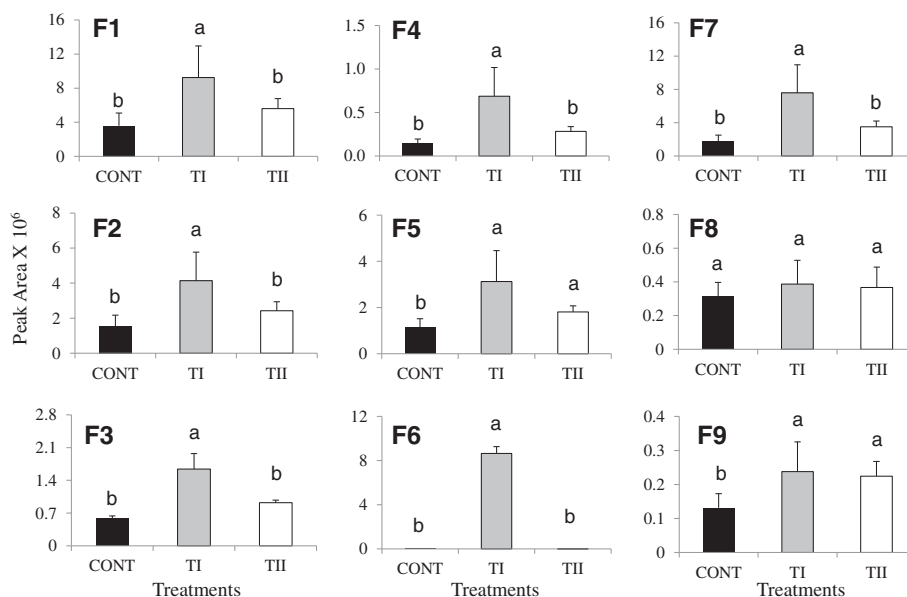 F1
16
12
8
4
0
b
a
b
CONT
TI
TII
F4
1.5
1.0
0.5
0.0
b
a
b
CONT
TI
TII
F7
16
12
8
4
0
b
a
b
CONT
TI
TII
Peak Area X 10⁶
F2
8
6
4
2
0
b
a
b
CONT
TI
TII
F5
6
4
2
0
b
a
a
CONT
TI
TII
F8
0.8
0.6
0.4
0.2
0
a
a
a
CONT
TI
TII
F3
2.8
2.1
1.4
0.7
0
b
a
b
CONT
TI
TII
Treatments
F6
12
8
4
0
b
a
b
CONT
TI
TII
F9
0.4
0.3
0.2
0.1
0
b
a
a
CONT
TI
TII
Treatments